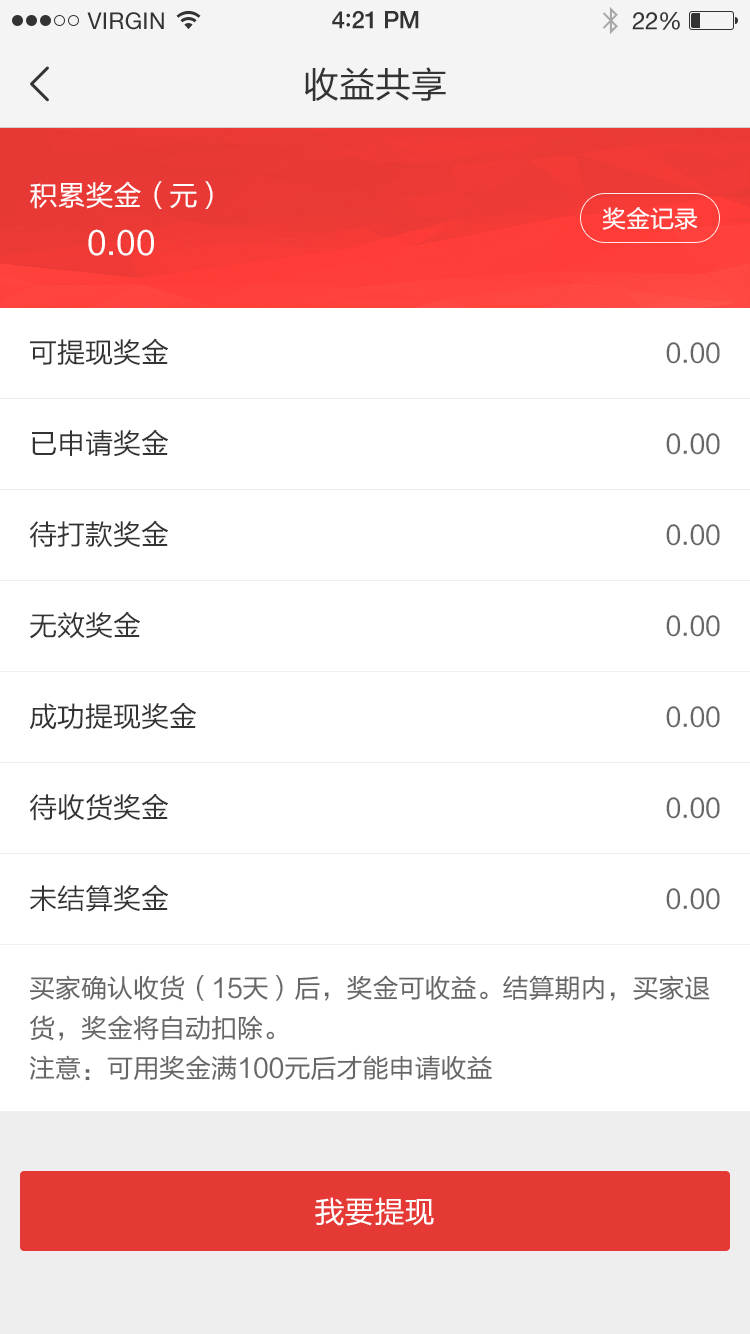 VIRGIN 4:21 PM 22%
收益共享
积累奖金（元）
0.00
奖金记录
可提现奖金 0.00
已申请奖金 0.00
待打款奖金 0.00
无效奖金 0.00
成功提现奖金 0.00
待收货奖金 0.00
未结算奖金 0.00
买家确认收货（15天）后，奖金可收益。结算期内，买家退
货，奖金将自动扣除。
注意：可用奖金满100元后才能申请收益
我要提现